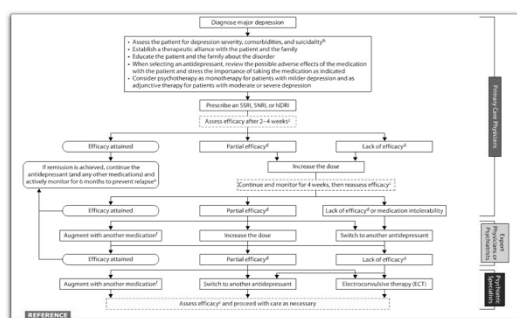 Diagnose major depression
• Assess the patient for depression severity, comorbidities, and suicidality^b
• Establish a therapeutic alliance with the patient and the family
• Educate the patient and the family about the disorder
• When selecting an antidepressant, review the possible adverse effects of the medication
with the patient and stress the importance of taking the medication as indicated
• Consider psychotherapy as monotherapy for patients with milder depression and as
adjunctive therapy for patients with moderate or severe depression
Prescribe an SSRI, SNRI, or NDRI
Assess efficacy after 2–4 weeks^c
Efficacy attained
Partial efficacy^d
Lack of efficacy^d
If remission is achieved, continue the
antidepressant (and any other medications) and
actively monitor for 6 months to prevent relapse^e
Increase the dose
Continue and monitor for 4 weeks, then reassess efficacy^c
Efficacy attained
Partial efficacy^d
Lack of efficacy^d or medication intolerability
Augment with another medication^f
Increase the dose
Switch to another antidepressant
Efficacy attained
Partial efficacy^d
Lack of efficacy^d
Augment with another medication^f
Switch to another antidepressant
Electroconvulsive therapy (ECT)
Assess efficacy^c and proceed with care as necessary
Primary Care Physicians
Expert
Physicians or
Psychiatrists
Psychiatric
Specialists
REFERENCE